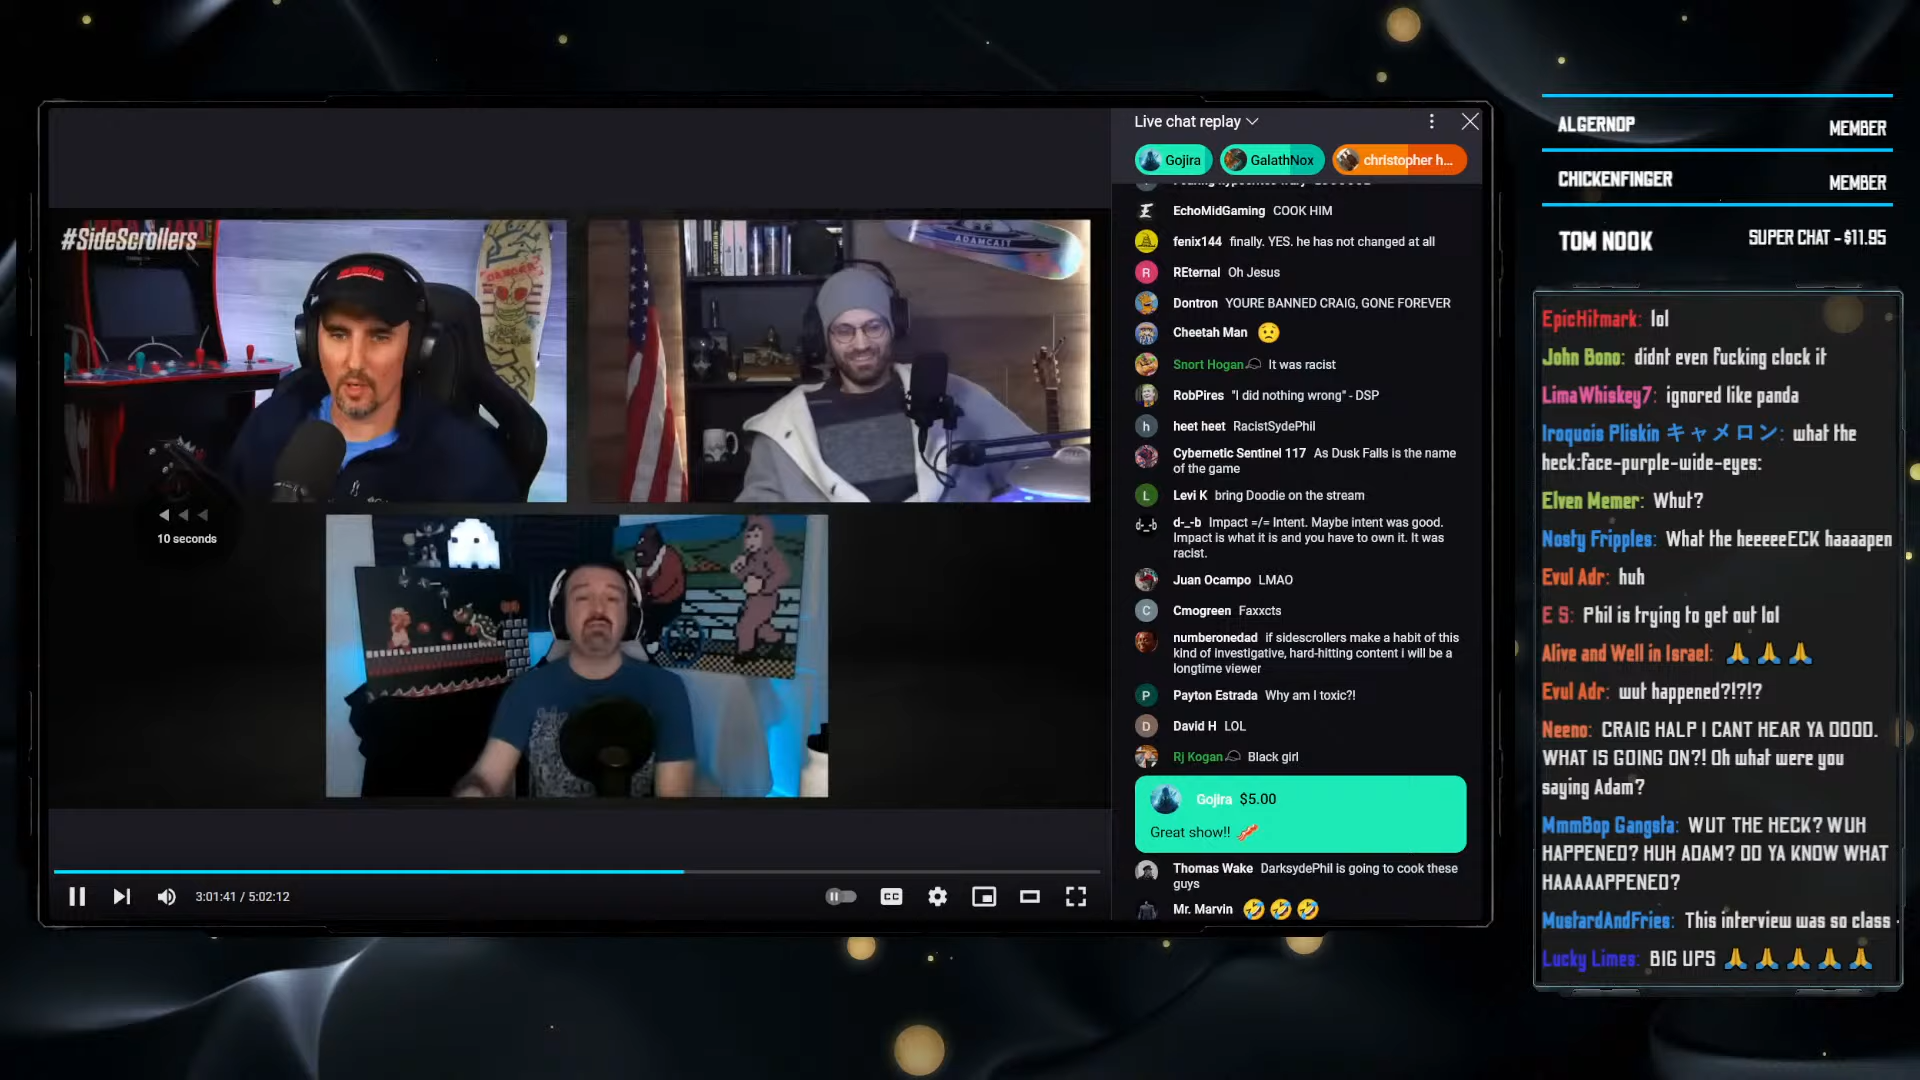 #SideScrollers
ADAMCAST
10 seconds
3:01:41 / 5:02:12
CC
Live chat replay
Gojira
GalathNox
christopher h...
EchoMidGaming COOK HIM
fenix144 finally. YES. he has not changed at all
R
REternal Oh Jesus
Dontron YOURE BANNED CRAIG, GONE FOREVER
Cheetah Man 😟
Snort Hogan It was racist
RobPires "I did nothing wrong" - DSP
h
heet heet RacistSydePhil
Cybernetic Sentinel 117 As Dusk Falls is the name
of the game
L
Levi K bring Doodie on the stream
d-_-b
d-_-b Impact =/= Intent. Maybe intent was good.
Impact is what it is and you have to own it. It was
racist.
Juan Ocampo LMAO
C
Cmogreen Faxxcts
numberonedad if sidescrollers make a habit of this
kind of investigative, hard-hitting content i will be a
longtime viewer
P
Payton Estrada Why am I toxic?!
D
David H LOL
Rj Kogan Black girl
Gojira $5.00
Great show!! 🥓
Thomas Wake DarksydePhil is going to cook these
guys
Mr. Marvin 🤣🤣🤣
ALGERNOP MEMBER
CHICKENFINGER MEMBER
TOM NOOK SUPER CHAT - $11.95
EpicHitmark: lol
John Bono: didnt even fucking clock it
LimaWhiskey7: ignored like panda
Iroquois Pliskin キャメロン: what the
heck:face-purple-wide-eyes:
Elven Memer: Whut?
Nosty Fripples: What the heeeeeECK haaaapen
Evul Adr: huh
E S: Phil is trying to get out lol
Alive and Well in Israel: 🙏🙏🙏
Evul Adr: wut happened?!?!?
Neeno: CRAIG HALP I CANT HEAR YA DOOD.
WHAT IS GOING ON?! Oh what were you
saying Adam?
MmmBop Gangsta: WUT THE HECK? WUH
HAPPENED? HUH ADAM? DO YA KNOW WHAT
HAAAAAPPENED?
MustardAndFries: This interview was so class
Lucky Limes: BIG UPS 🙏🙏🙏🙏🙏